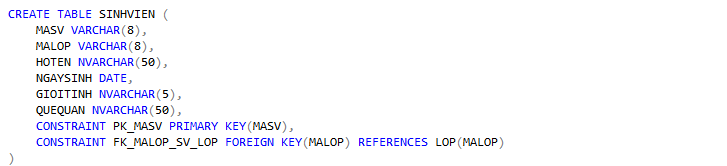 CREATE TABLE SINHVIEN (
    MASV VARCHAR(8),
    MALOP VARCHAR(8),
    HOTEN NVARCHAR(50),
    NGAYSINH DATE,
    GIOITINH NVARCHAR(5),
    QUEQUAN NVARCHAR(50),
    CONSTRAINT PK_MASV PRIMARY KEY(MASV),
    CONSTRAINT FK_MALOP_SV_LOP FOREIGN KEY(MALOP) REFERENCES LOP(MALOP)
)